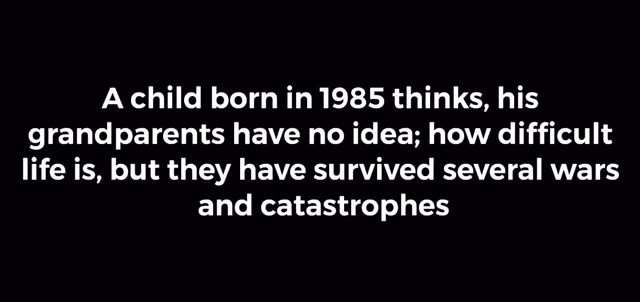 A child born in 1985 thinks, his
grandparents have no idea; how difficult
life is, but they have survived several wars
and catastrophes